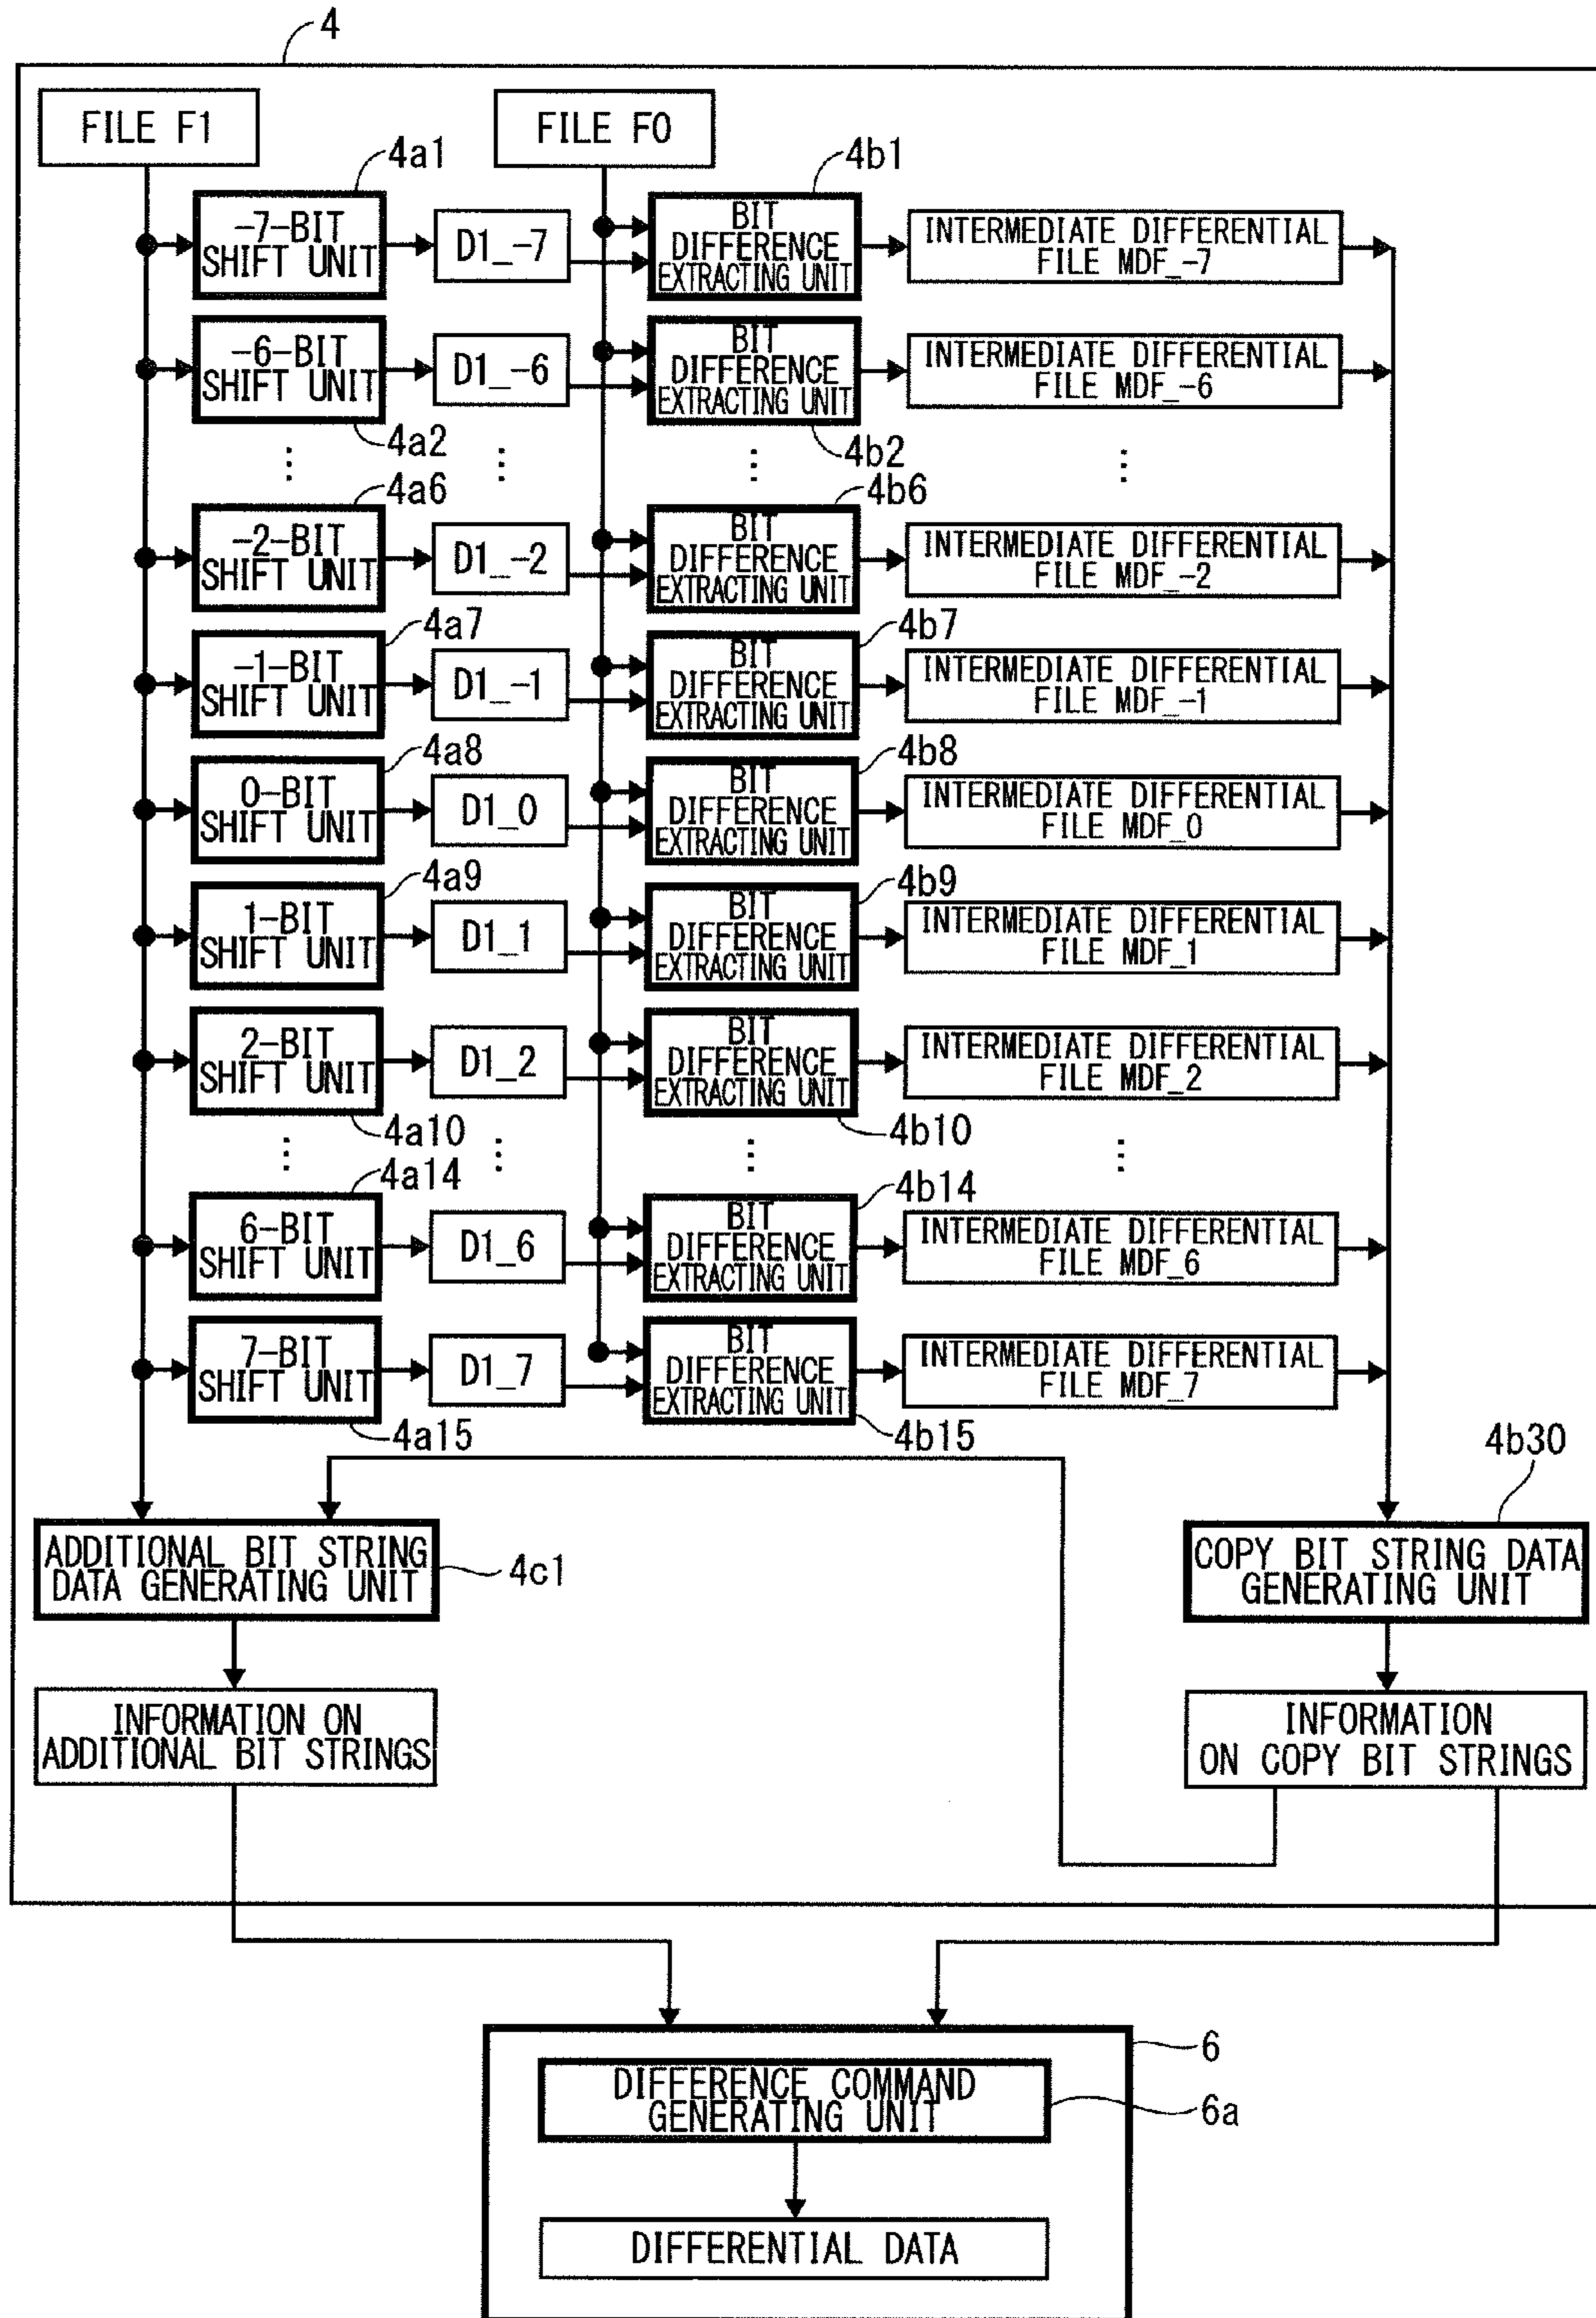 4
FILE F1
FILE F0
4a1
4b1
-7-BIT
SHIFT UNIT
D1_-7
BIT
DIFFERENCE
EXTRACTING UNIT
INTERMEDIATE DIFFERENTIAL
FILE MDF_-7
-6-BIT
SHIFT UNIT
D1_-6
BIT
DIFFERENCE
EXTRACTING UNIT
INTERMEDIATE DIFFERENTIAL
FILE MDF_-6
4a2
4b2
4a6
4b6
-2-BIT
SHIFT UNIT
D1_-2
BIT
DIFFERENCE
EXTRACTING UNIT
INTERMEDIATE DIFFERENTIAL
FILE MDF_-2
4a7
4b7
-1-BIT
SHIFT UNIT
D1_-1
BIT
DIFFERENCE
EXTRACTING UNIT
INTERMEDIATE DIFFERENTIAL
FILE MDF_-1
4a8
4b8
0-BIT
SHIFT UNIT
D1_0
BIT
DIFFERENCE
EXTRACTING UNIT
INTERMEDIATE DIFFERENTIAL
FILE MDF_0
4a9
4b9
1-BIT
SHIFT UNIT
D1_1
BIT
DIFFERENCE
EXTRACTING UNIT
INTERMEDIATE DIFFERENTIAL
FILE MDF_1
2-BIT
SHIFT UNIT
D1_2
BIT
DIFFERENCE
EXTRACTING UNIT
INTERMEDIATE DIFFERENTIAL
FILE MDF_2
4a10
4b10
4a14
4b14
6-BIT
SHIFT UNIT
D1_6
BIT
DIFFERENCE
EXTRACTING UNIT
INTERMEDIATE DIFFERENTIAL
FILE MDF_6
7-BIT
SHIFT UNIT
D1_7
BIT
DIFFERENCE
EXTRACTING UNIT
INTERMEDIATE DIFFERENTIAL
FILE MDF_7
4a15
4b15
4b30
ADDITIONAL BIT STRING
DATA GENERATING UNIT
4c1
COPY BIT STRING DATA
GENERATING UNIT
INFORMATION ON
ADDITIONAL BIT STRINGS
INFORMATION
ON COPY BIT STRINGS
6
DIFFERENCE COMMAND
GENERATING UNIT
6a
DIFFERENTIAL DATA